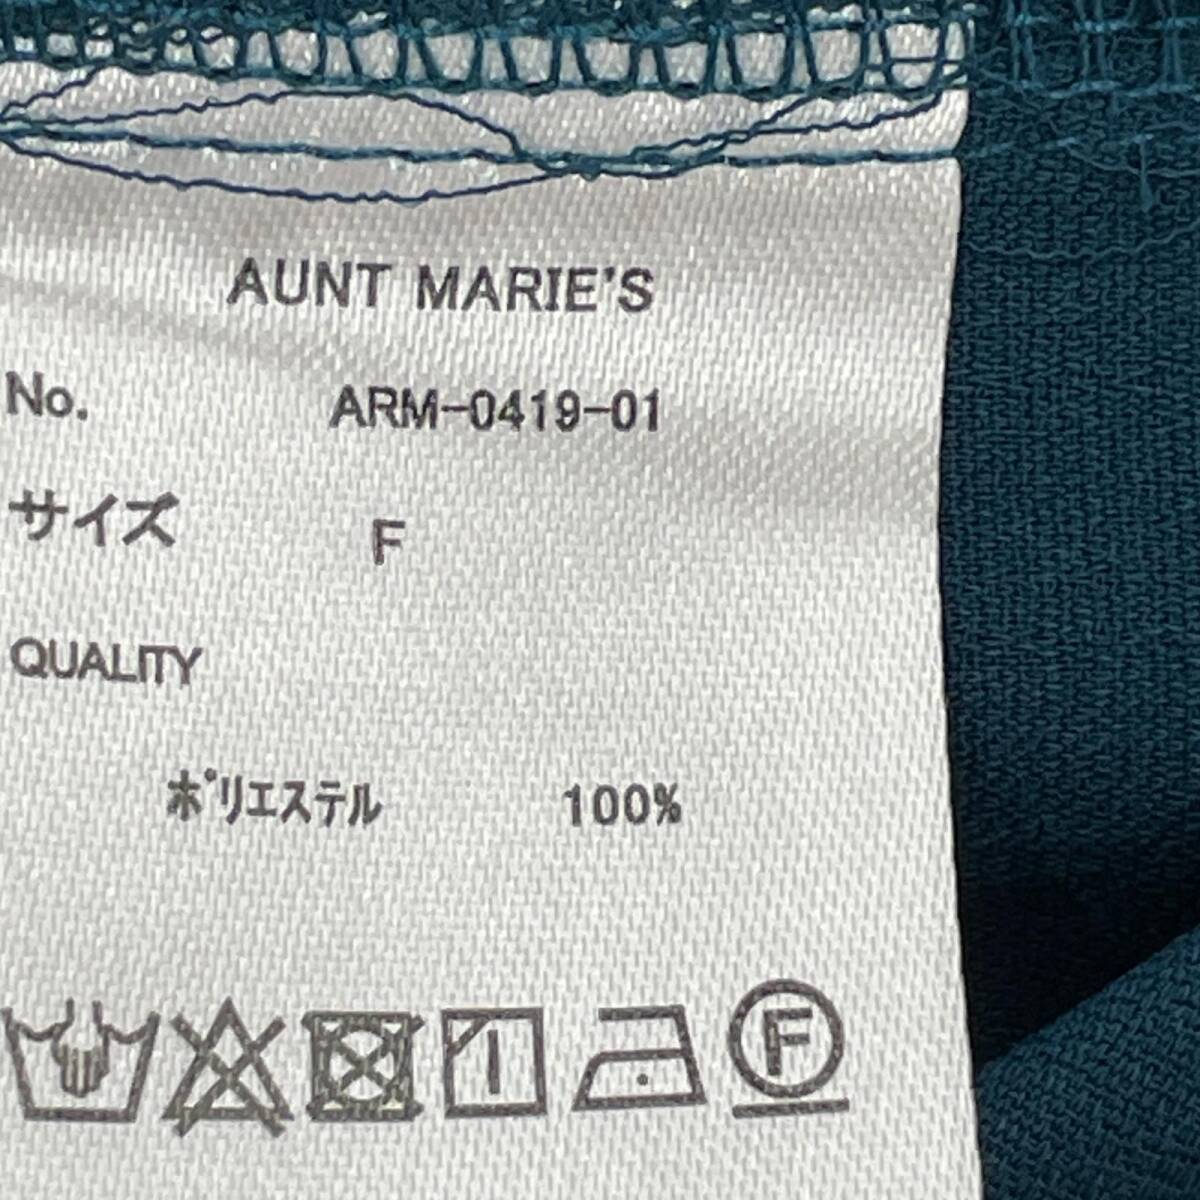 AUNT MARIE'S
No. ARM-0419-01
サイズ F
QUALITY
ポリエステル 100%
F